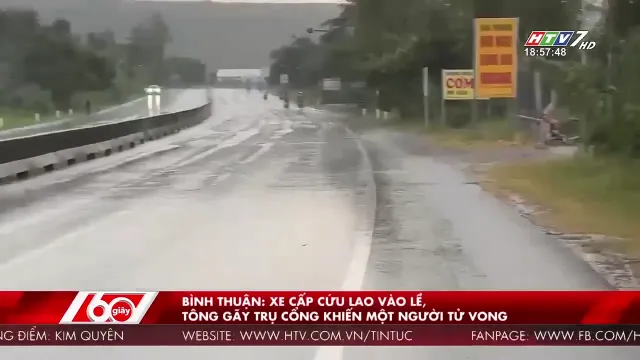 HTV7 HD
18:57:48
COM
60 giây
BÌNH THUẬN: XE CẤP CỨU LAO VÀO LỀ,
TÔNG GÃY TRỤ CỔNG KHIẾN MỘT NGƯỜI TỬ VONG
NG ĐIỂM: KIM QUYÊN WEBSITE: WWW.HTV.COM.VN/TINTUC FANPAGE: WWW.FB.COM/H